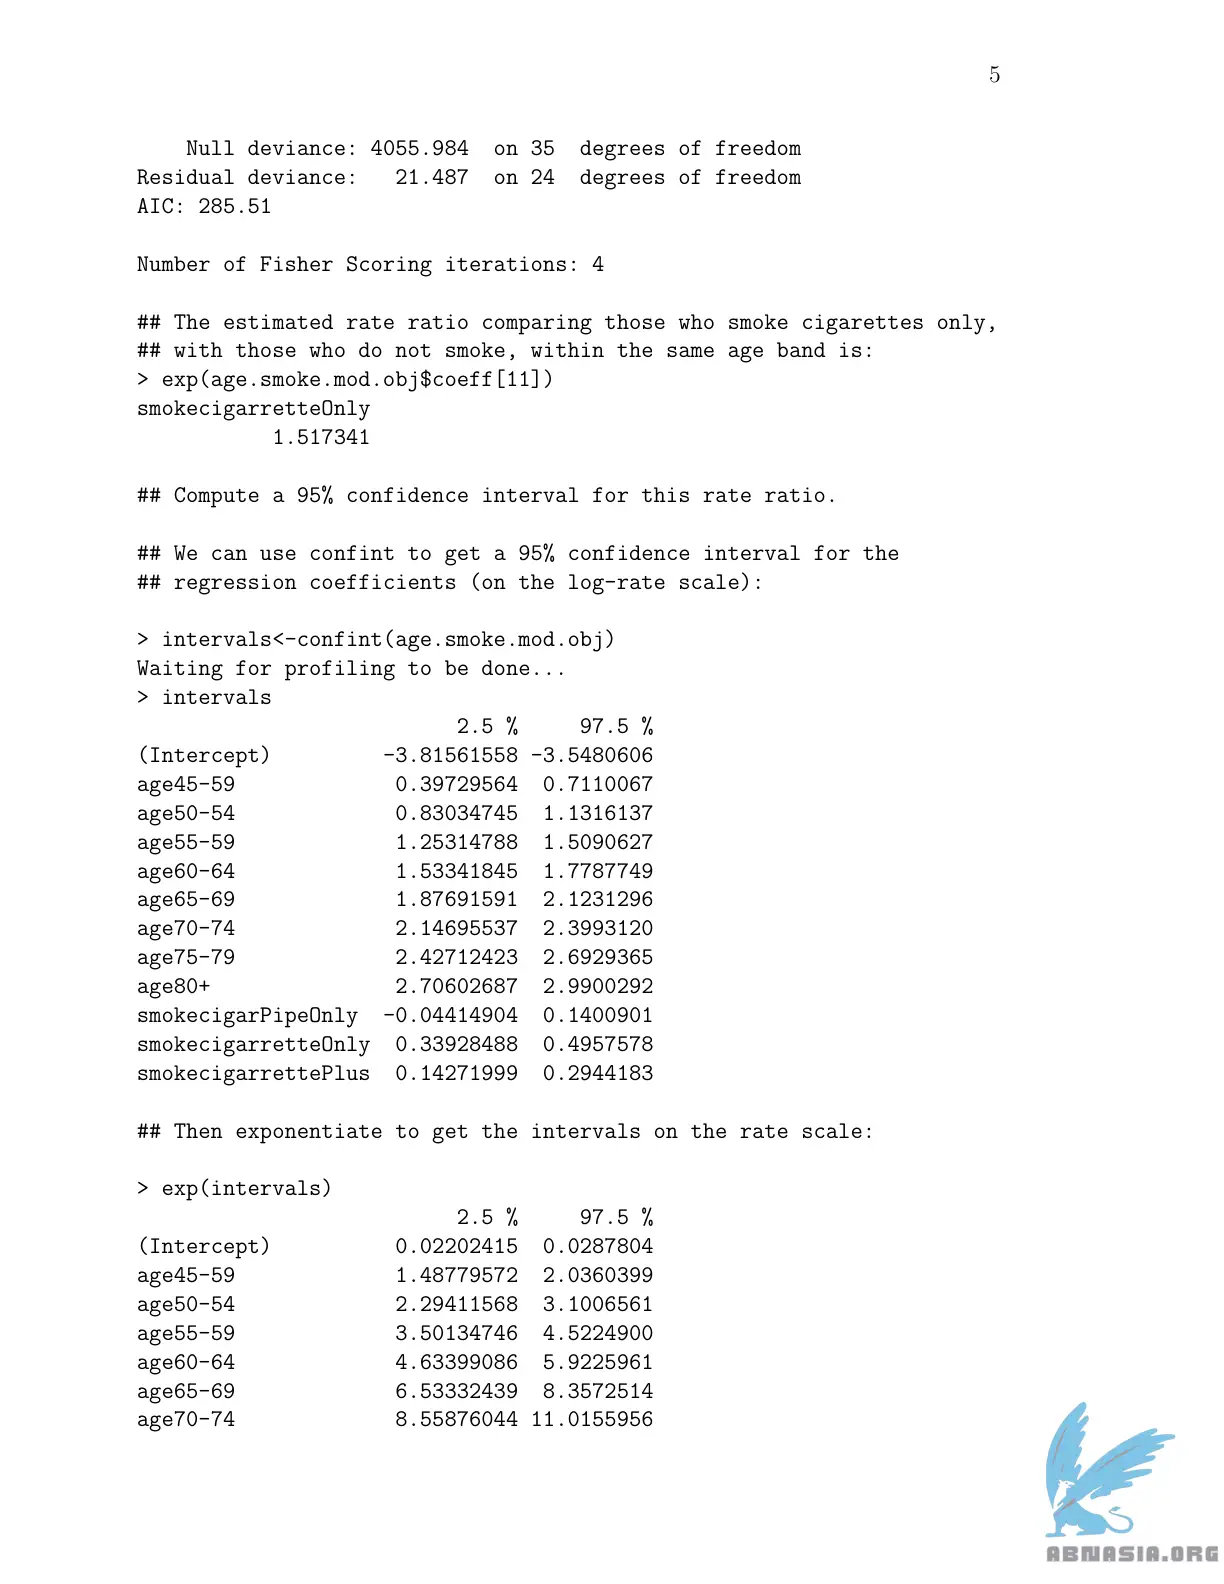 5
Null deviance: 4055.984 on 35 degrees of freedom
Residual deviance: 21.487 on 24 degrees of freedom
AIC: 285.51
Number of Fisher Scoring iterations: 4
## The estimated rate ratio comparing those who smoke cigarettes only,
## with those who do not smoke, within the same age band is:
> exp(age.smoke.mod.obj$coeff[11])
smokecigarretteOnly
1.517341
## Compute a 95% confidence interval for this rate ratio.
## We can use confint to get a 95% confidence interval for the
## regression coefficients (on the log-rate scale):
> intervals<-confint(age.smoke.mod.obj)
Waiting for profiling to be done...
> intervals
2.5 % 97.5 %
(Intercept) -3.81561558 -3.5480606
age45-59 0.39729564 0.7110067
age50-54 0.83034745 1.1316137
age55-59 1.25314788 1.5090627
age60-64 1.53341845 1.7787749
age65-69 1.87691591 2.1231296
age70-74 2.14695537 2.3993120
age75-79 2.42712423 2.6929365
age80+ 2.70602687 2.9900292
smokecigarPipeOnly -0.04414904 0.1400901
smokecigarretteOnly 0.33928488 0.4957578
smokecigarrettePlus 0.14271999 0.2944183
## Then exponentiate to get the intervals on the rate scale:
> exp(intervals)
2.5 % 97.5 %
(Intercept) 0.02202415 0.0287804
age45-59 1.48779572 2.0360399
age50-54 2.29411568 3.1006561
age55-59 3.50134746 4.5224900
age60-64 4.63399086 5.9225961
age65-69 6.53332439 8.3572514
age70-74 8.55876044 11.0155956
ABNASIA.ORG